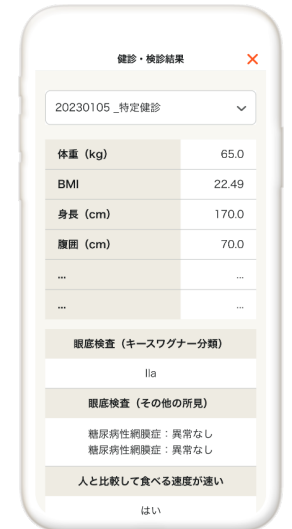 健診・検診結果 ×
20230105 _特定健診
体重（kg） 65.0
BMI 22.49
身長（cm） 170.0
腹囲（cm） 70.0
... ...
... ...
眼底検査（キースワグナー分類）
IIa
眼底検査（その他の所見）
糖尿病性網膜症：異常なし
糖尿病性網膜症：異常なし
人と比較して食べる速度が速い
はい